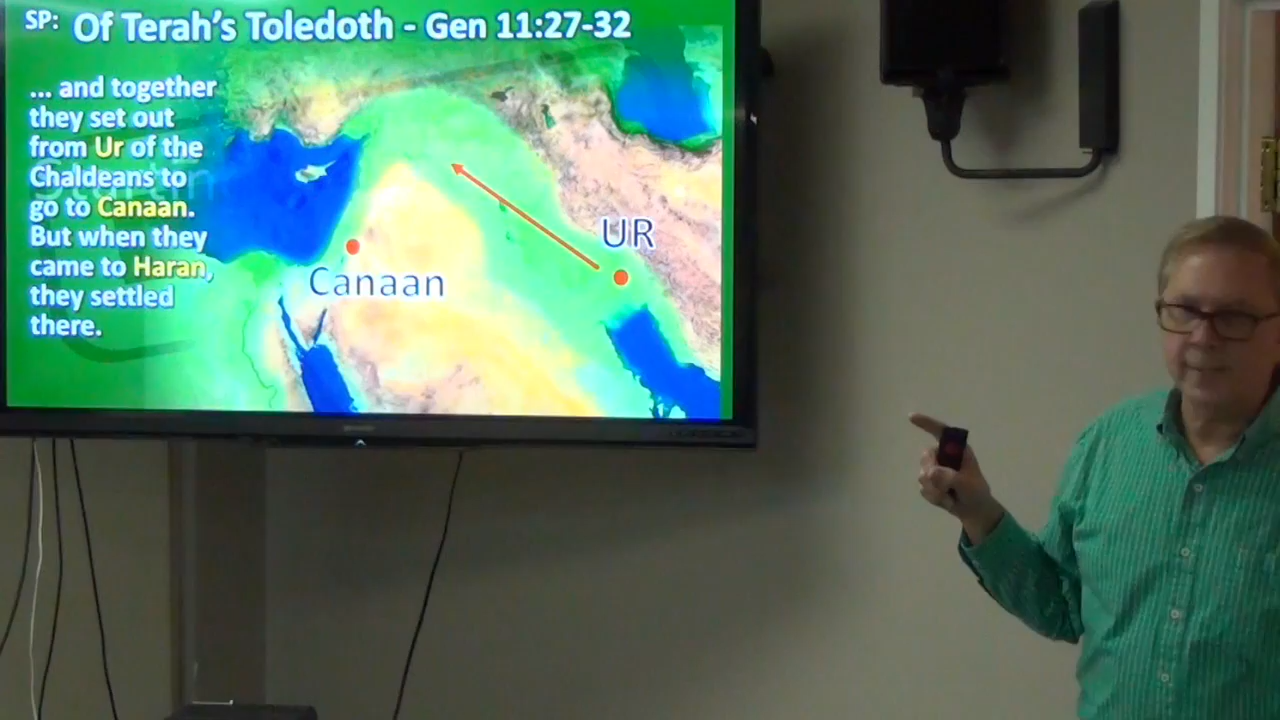 SP: Of Terah's Toledoth - Gen 11:27-32
... and together
they set out
from Ur of the
Chaldeans to
go to Canaan.
But when they
came to Haran,
they settled
there.
UR
Canaan